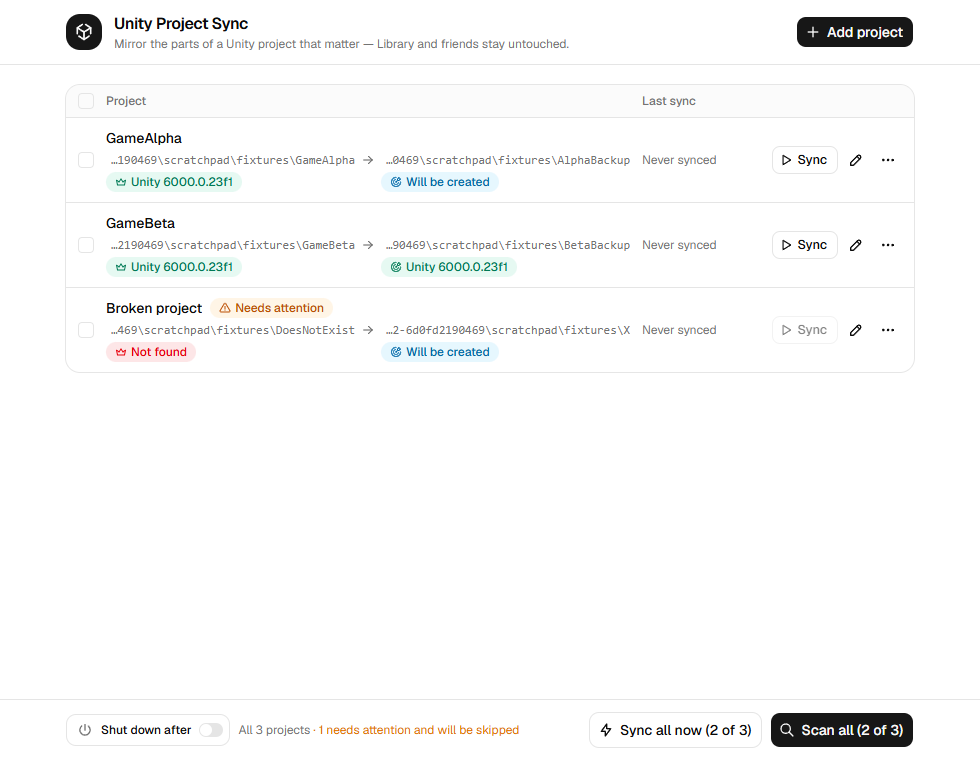 Unity Project Sync
Mirror the parts of a Unity project that matter — Library and friends stay untouched.
Add project
Project
Last sync
GameAlpha
…190469\scratchpad\fixtures\GameAlpha → …0469\scratchpad\fixtures\AlphaBackup
Never synced
Sync
Unity 6000.0.23f1
Will be created
GameBeta
…2190469\scratchpad\fixtures\GameBeta → …90469\scratchpad\fixtures\BetaBackup
Never synced
Sync
Unity 6000.0.23f1
Unity 6000.0.23f1
Broken project
Needs attention
…469\scratchpad\fixtures\DoesNotExist → …2-6d0fd2190469\scratchpad\fixtures\X
Never synced
Sync
Not found
Will be created
Shut down after
All 3 projects · 1 needs attention and will be skipped
Sync all now (2 of 3)
Scan all (2 of 3)